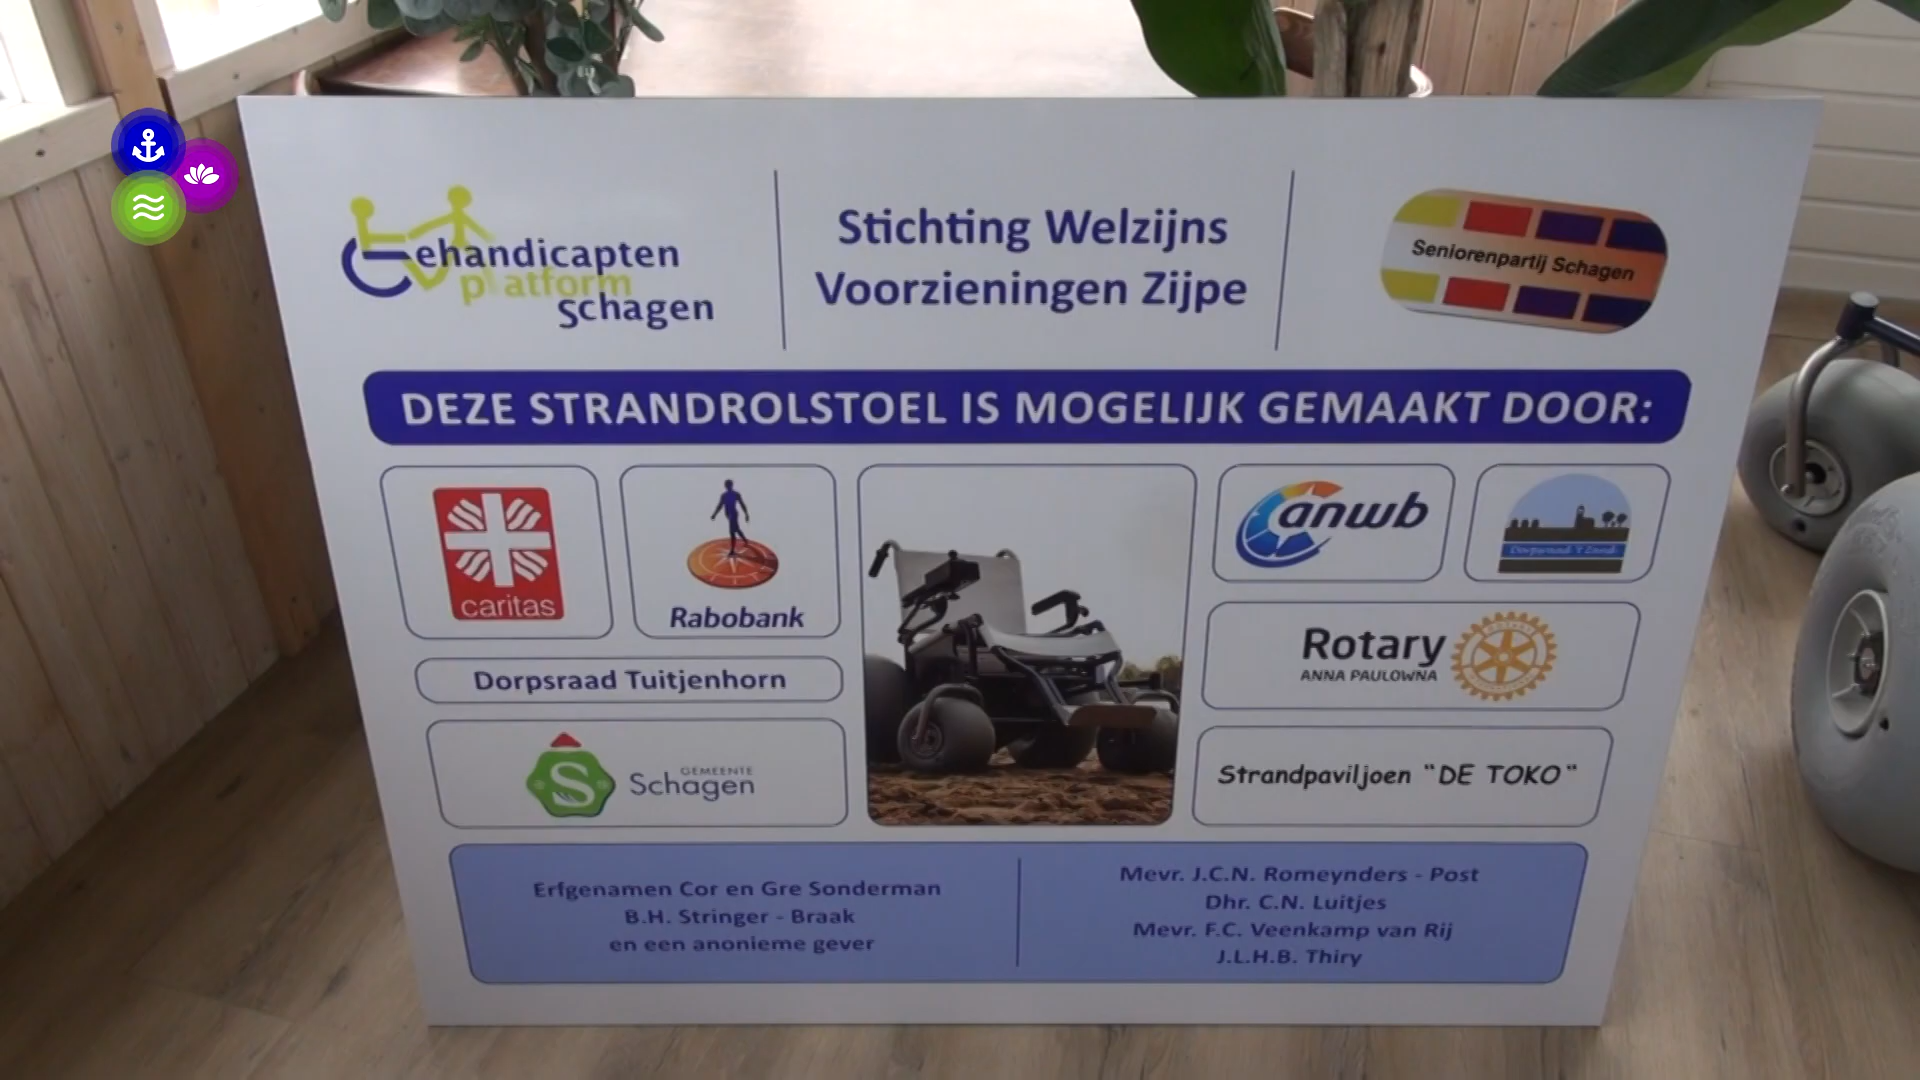 Gehandicapten
platform
Schagen
Stichting Welzijns
Voorzieningen Zijpe
Seniorenpartij Schagen
DEZE STRANDROLSTOEL IS MOGELIJK GEMAAKT DOOR:
caritas
Rabobank
Dorpsraad Tuitjenhorn
GEMEENTE
Schagen
anwb
Dorpsraad 't Zand
Rotary
ANNA PAULOWNA
Strandpaviljoen "DE TOKO"
Erfgenamen Cor en Gre Sonderman
B.H. Stringer - Braak
en een anonieme gever
Mevr. J.C.N. Romeynders - Post
Dhr. C.N. Luitjes
Mevr. F.C. Veenkamp van Rij
J.L.H.B. Thiry